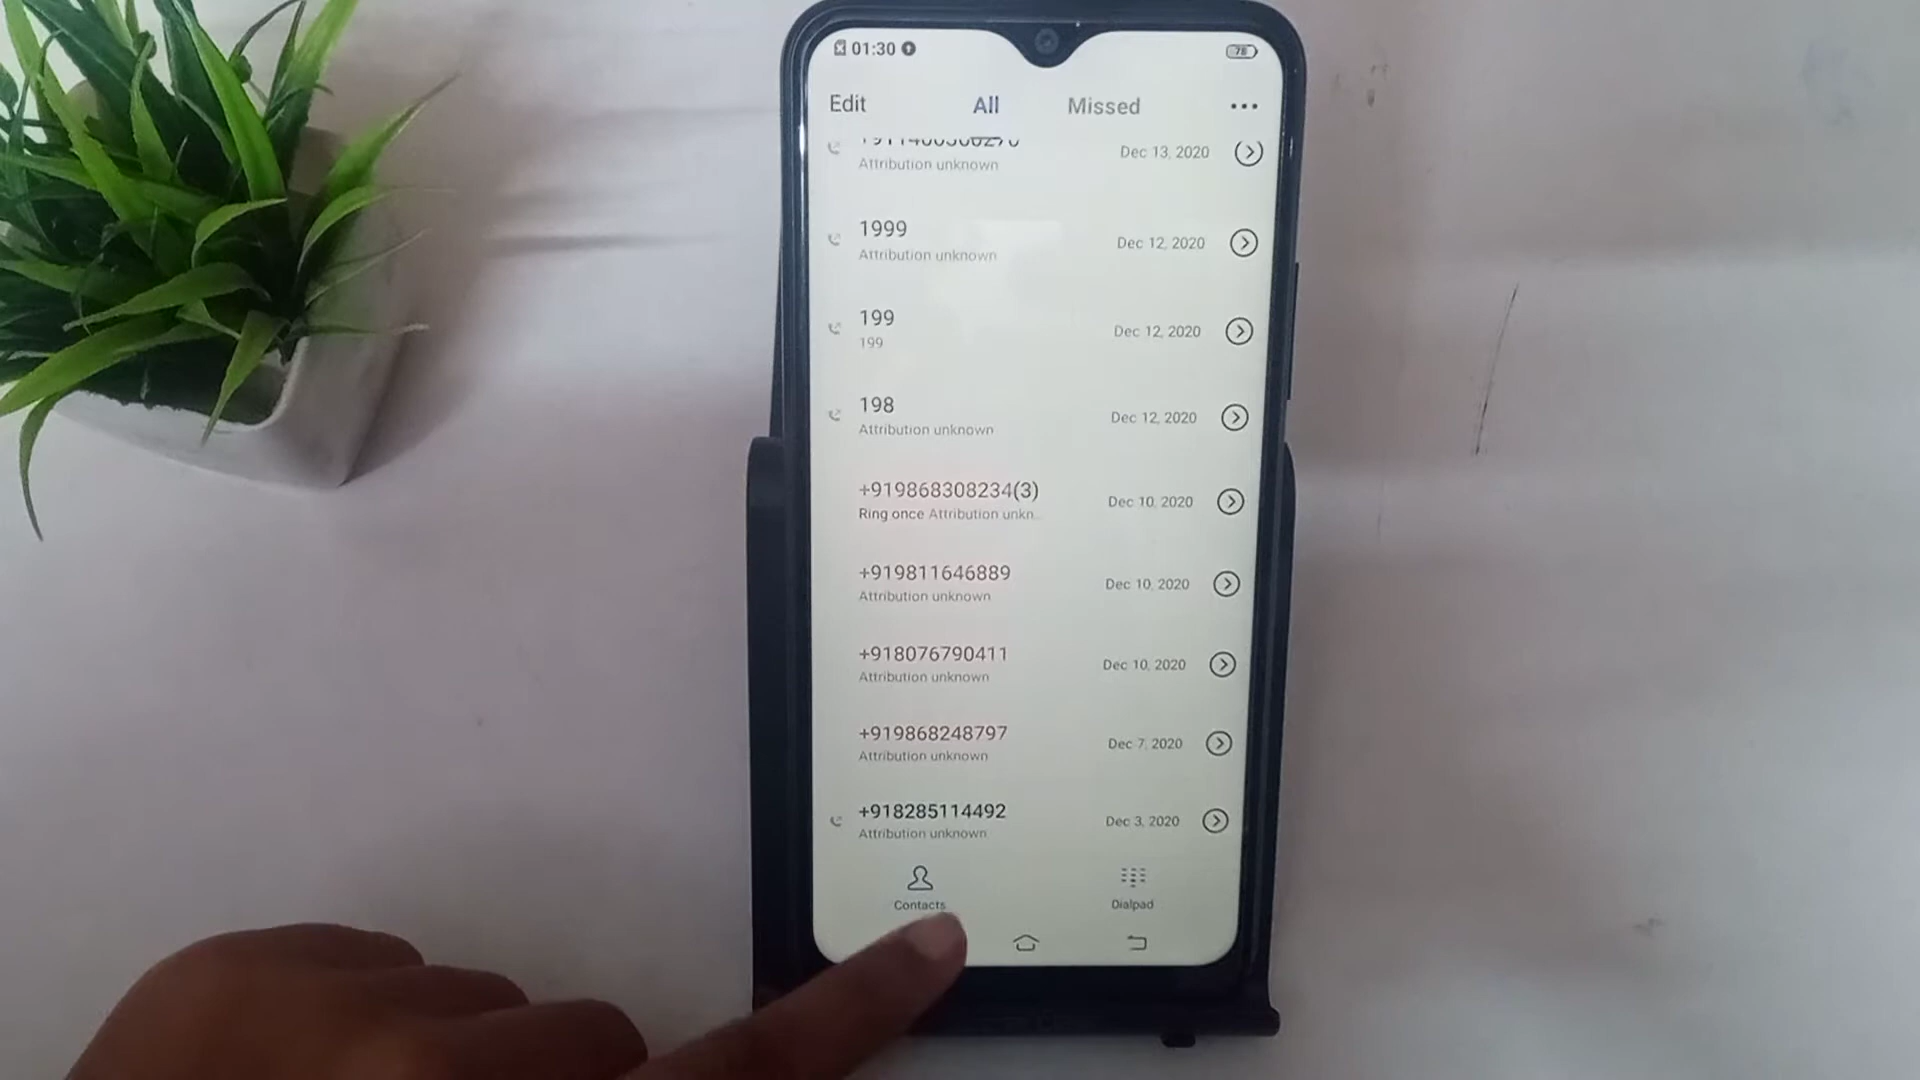 01:30
78
Edit
All
Missed
Dec 13, 2020
Attribution unknown
1999
Attribution unknown
Dec 12, 2020
199
199
Dec 12, 2020
198
Attribution unknown
Dec 12, 2020
+919868308234(3)
Ring once Attribution unkn...
Dec 10, 2020
+919811646889
Attribution unknown
Dec 10, 2020
+918076790411
Attribution unknown
Dec 10, 2020
+919868248797
Attribution unknown
Dec 7, 2020
+918285114492
Attribution unknown
Dec 3, 2020
Contacts
Dialpad